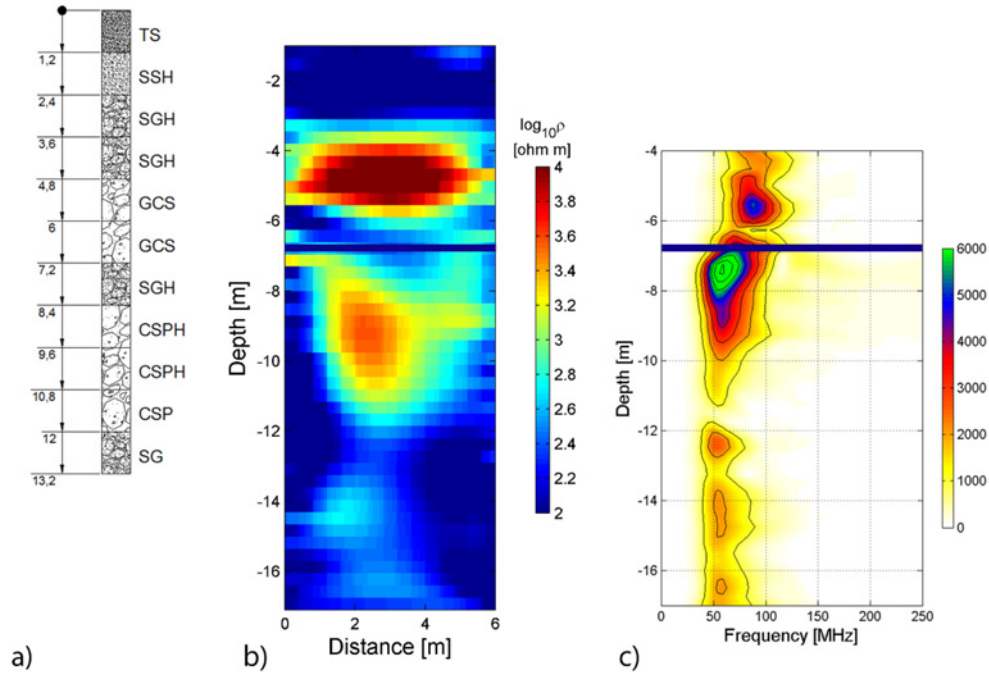 TS
1,2
SSH
2,4
SGH
3,6
SGH
4,8
GCS
6
GCS
7,2
SGH
8,4
CSPH
9,6
CSPH
10,8
CSP
12
SG
13,2
a)
Depth [m]
-2
-4
-6
-8
-10
-12
-14
-16
0 2 4 6
Distance [m]
b)
log10ρ
[ohm m]
4
3.8
3.6
3.4
3.2
3
2.8
2.6
2.4
2.2
2
Depth [m]
-4
-6
-8
-10
-12
-14
-16
0 50 100 150 200 250
Frequency [MHz]
c)
6000
5000
4000
3000
2000
1000
0